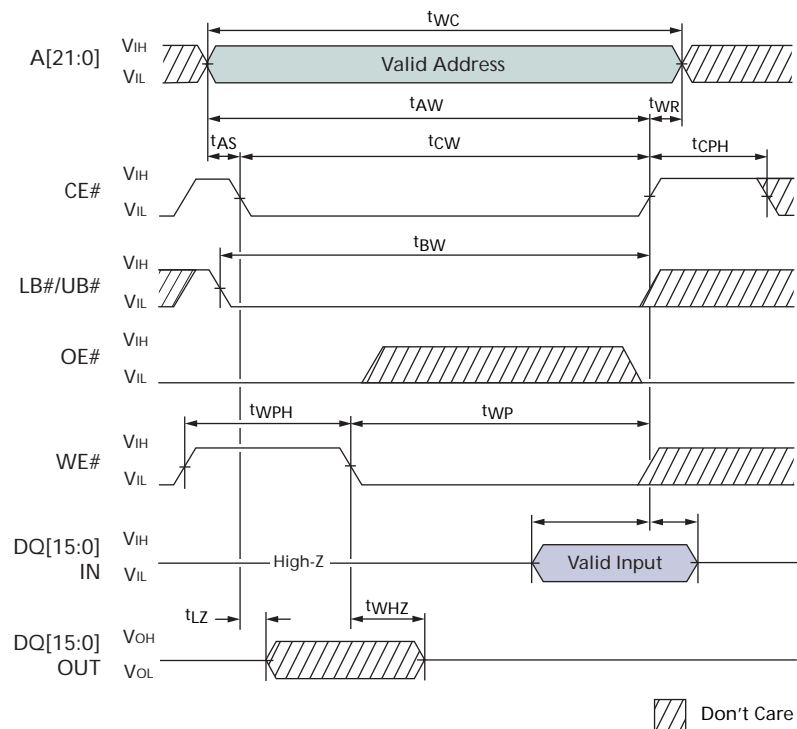 tWC
A[21:0] VIH
VIL
Valid Address
tAW
tWR
tAS
tCW
tCPH
CE# VIH
VIL
tBW
LB#/UB# VIH
VIL
OE# VIH
VIL
tWPH
tWP
WE# VIH
VIL
DQ[15:0] IN VIH
VIL
High-Z
Valid Input
tLZ
tWHZ
DQ[15:0] OUT VOH
VOL
Don't Care